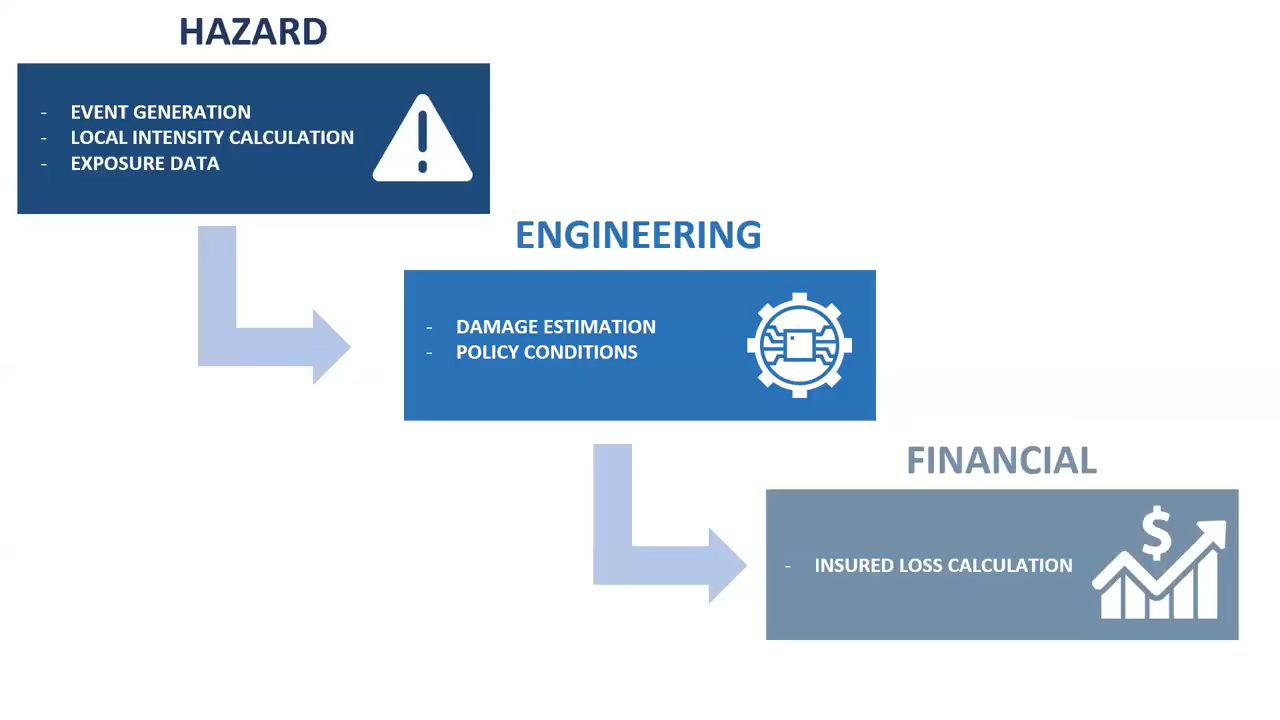 HAZARD
- EVENT GENERATION
- LOCAL INTENSITY CALCULATION
- EXPOSURE DATA
ENGINEERING
- DAMAGE ESTIMATION
- POLICY CONDITIONS
FINANCIAL
$
- INSURED LOSS CALCULATION